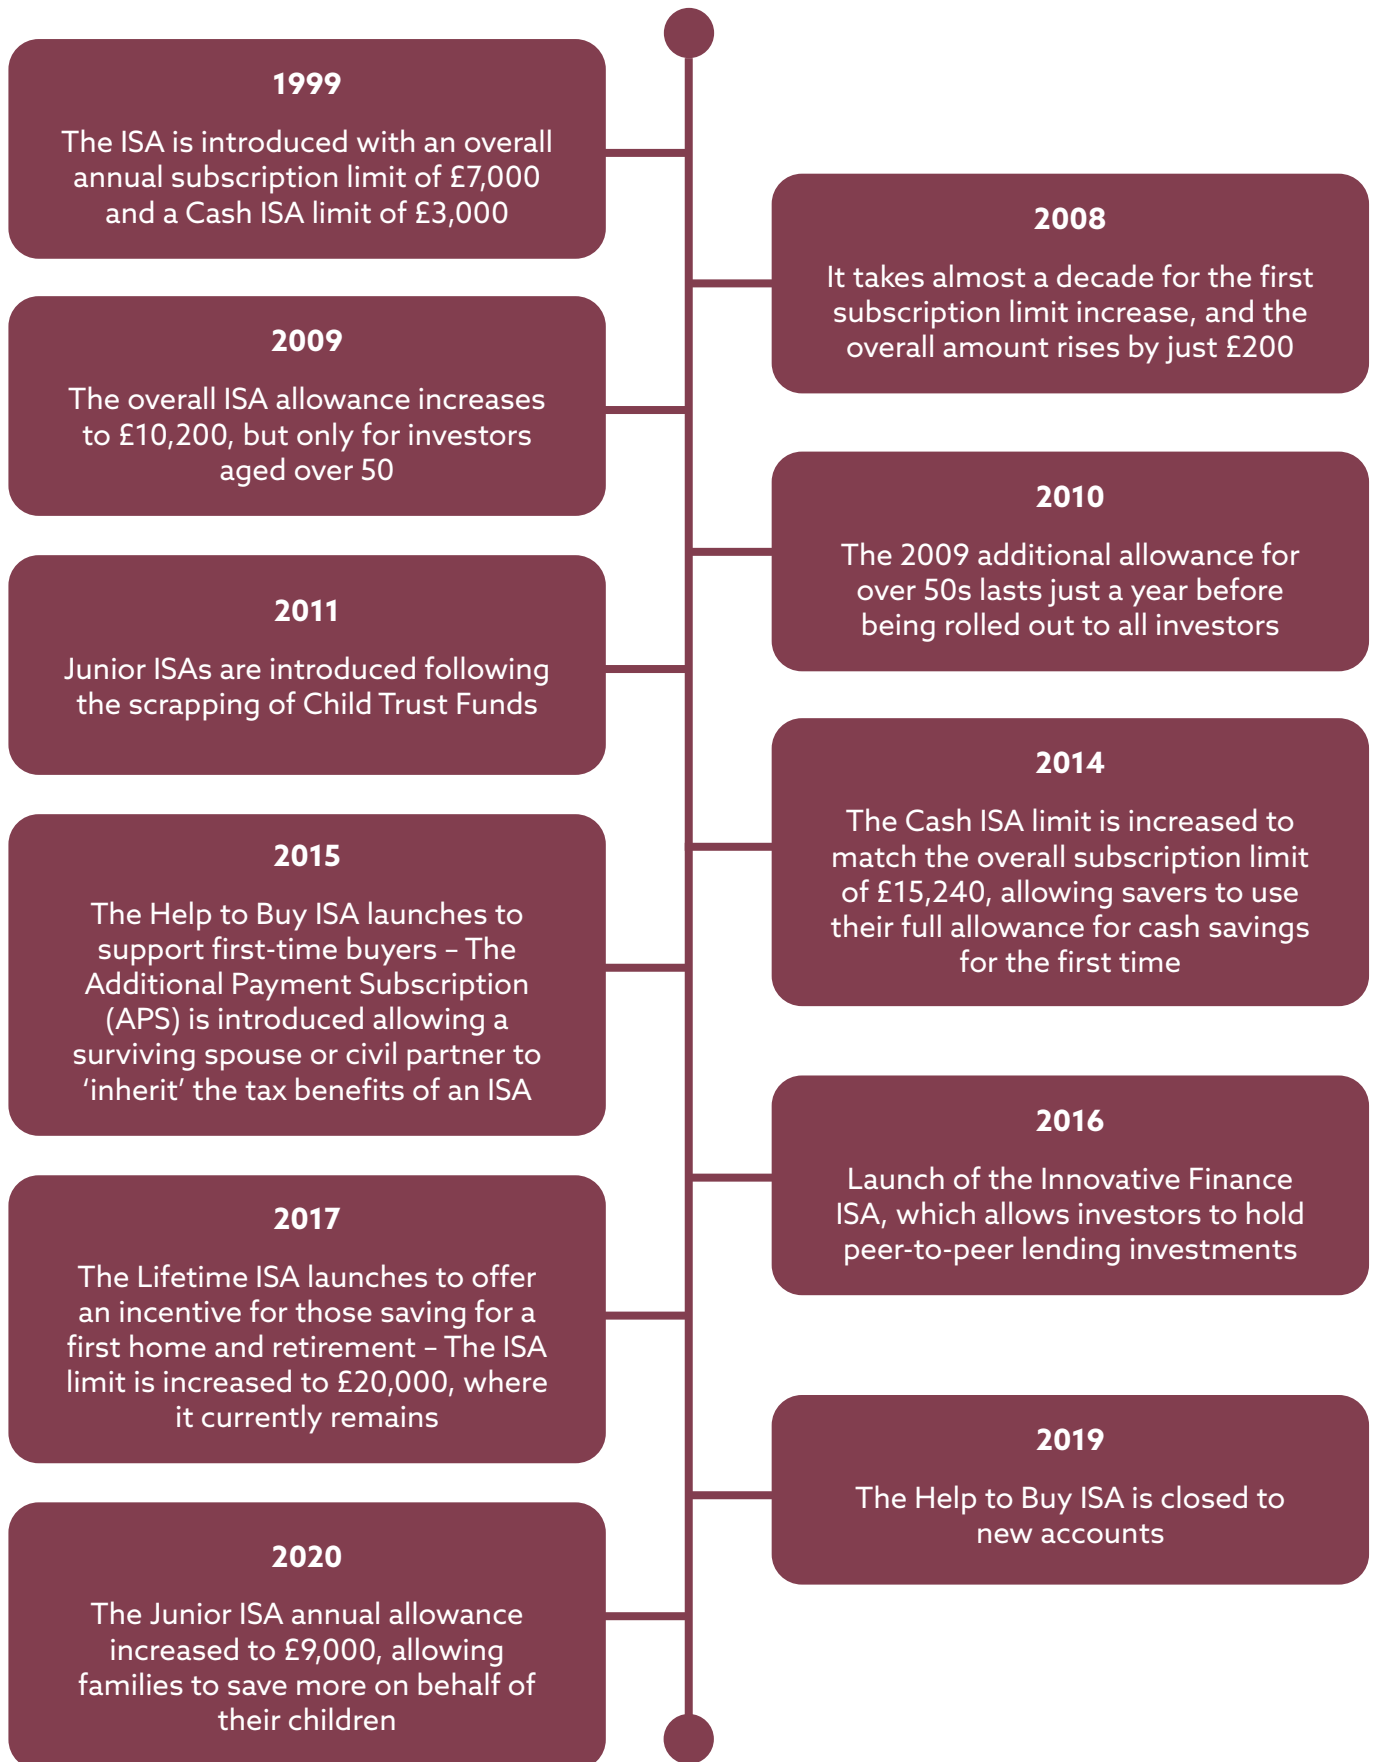 1999
The ISA is introduced with an overall
annual subscription limit of £7,000
and a Cash ISA limit of £3,000
2008
It takes almost a decade for the first
subscription limit increase, and the
overall amount rises by just £200
2009
The overall ISA allowance increases
to £10,200, but only for investors
aged over 50
2010
The 2009 additional allowance for
over 50s lasts just a year before
being rolled out to all investors
2011
Junior ISAs are introduced following
the scrapping of Child Trust Funds
2014
The Cash ISA limit is increased to
match the overall subscription limit
of £15,240, allowing savers to use
their full allowance for cash savings
for the first time
2015
The Help to Buy ISA launches to
support first-time buyers – The
Additional Payment Subscription
(APS) is introduced allowing a
surviving spouse or civil partner to
‘inherit’ the tax benefits of an ISA
2016
Launch of the Innovative Finance
ISA, which allows investors to hold
peer-to-peer lending investments
2017
The Lifetime ISA launches to offer
an incentive for those saving for a
first home and retirement – The ISA
limit is increased to £20,000, where
it currently remains
2019
The Help to Buy ISA is closed to
new accounts
2020
The Junior ISA annual allowance
increased to £9,000, allowing
families to save more on behalf of
their children